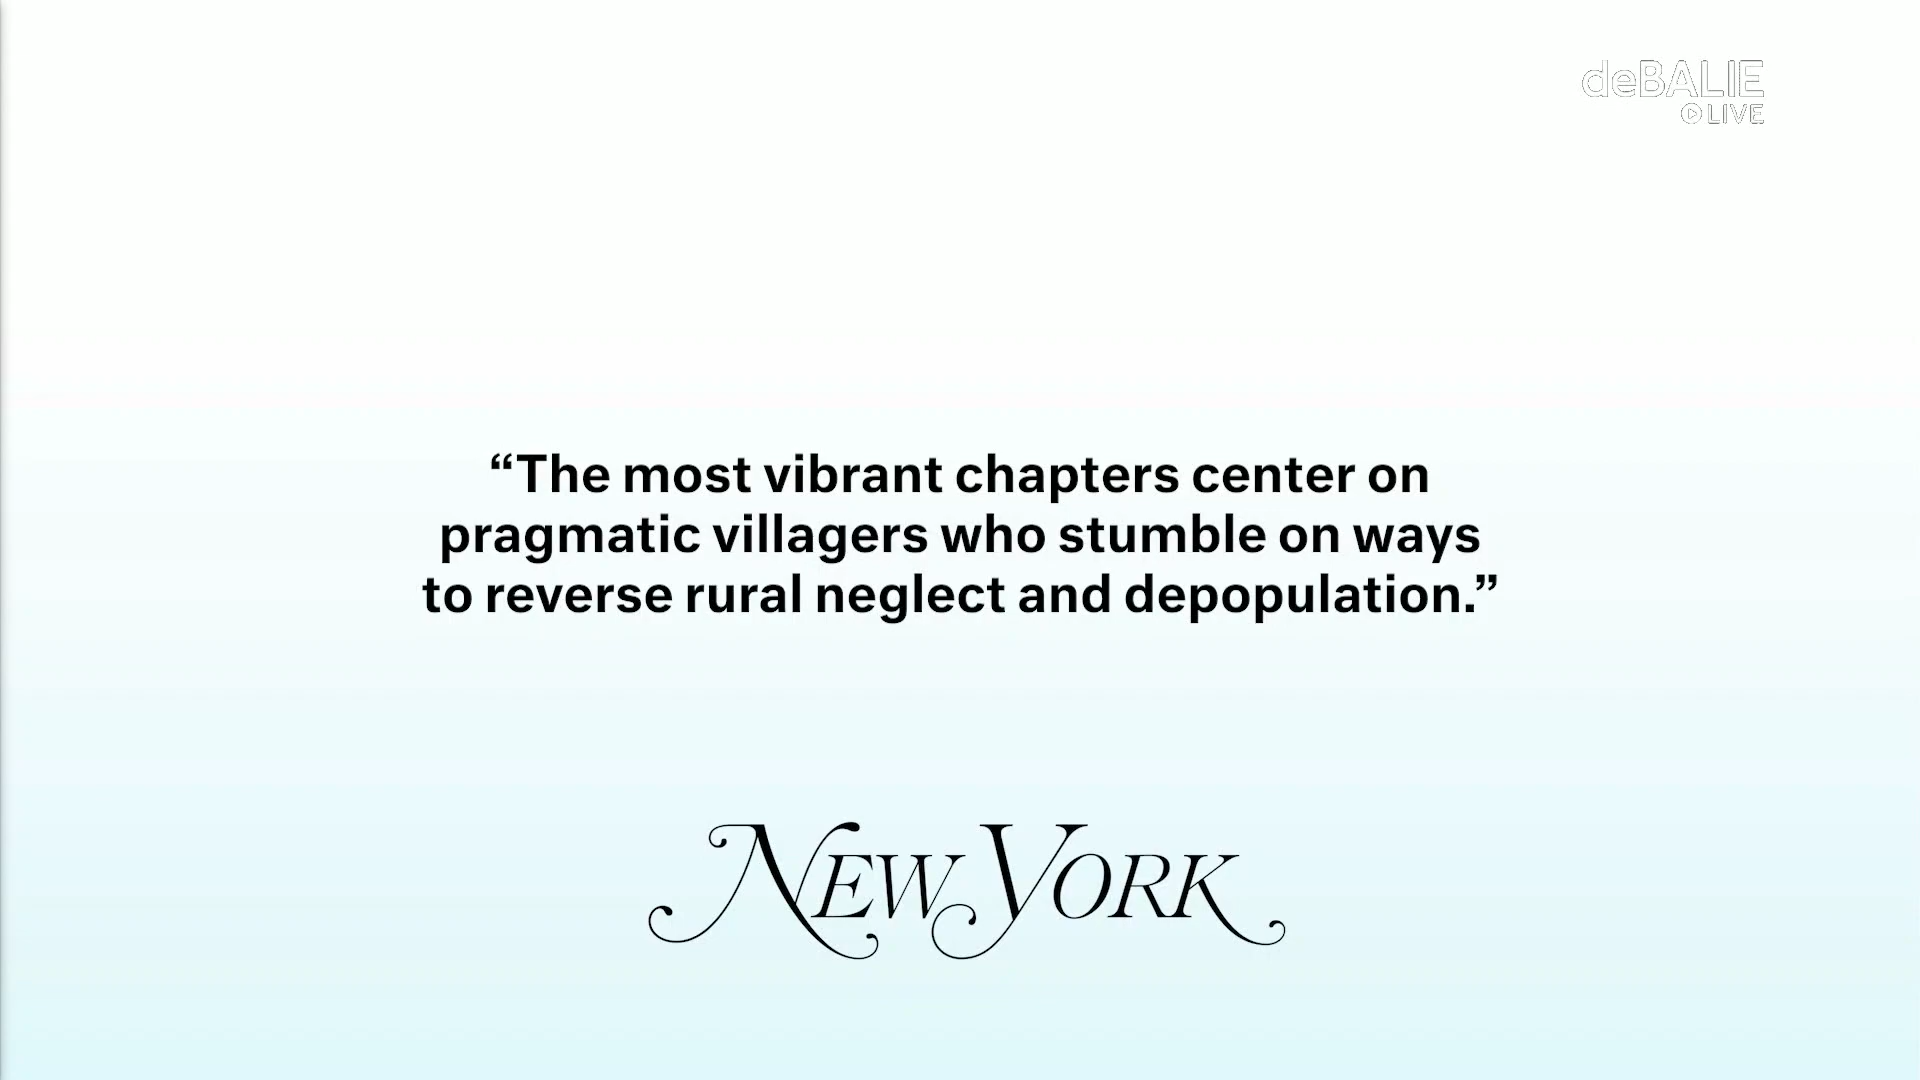 deBALIE
LIVE
“The most vibrant chapters center on
pragmatic villagers who stumble on ways
to reverse rural neglect and depopulation.”
NEW YORK